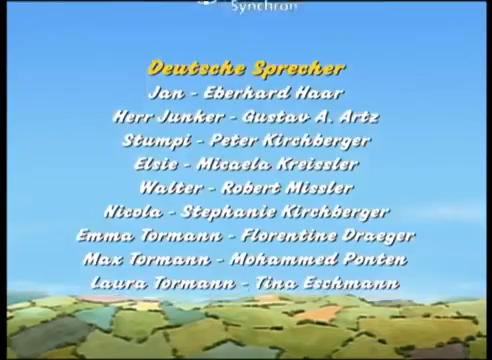 Synchron
Deutsche Sprecher
Jan - Eberhard Haar
Herr Junker - Gustav A. Artz
Stumpi - Peter Kirchberger
Elsie - Micaela Kreissler
Walter - Robert Missler
Nicola - Stephanie Kirchberger
Emma Tormann - Florentine Draeger
Max Tormann - Mohammed Ponten
Laura Tormann - Tina Eschmann